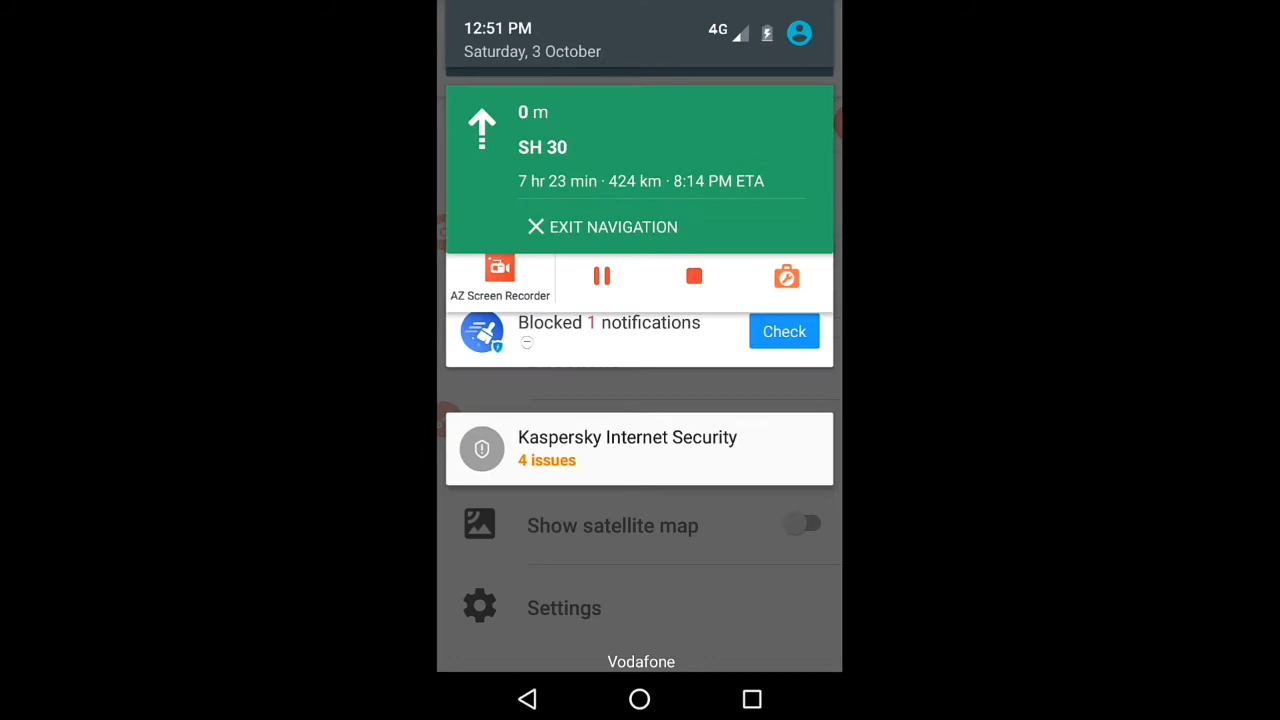 12:51 PM
4G
Saturday, 3 October
0 m
SH 30
7 hr 23 min · 424 km · 8:14 PM ETA
EXIT NAVIGATION
AZ Screen Recorder
Blocked 1 notifications
Check
Kaspersky Internet Security
4 issues
Show satellite map
Settings
Vodafone